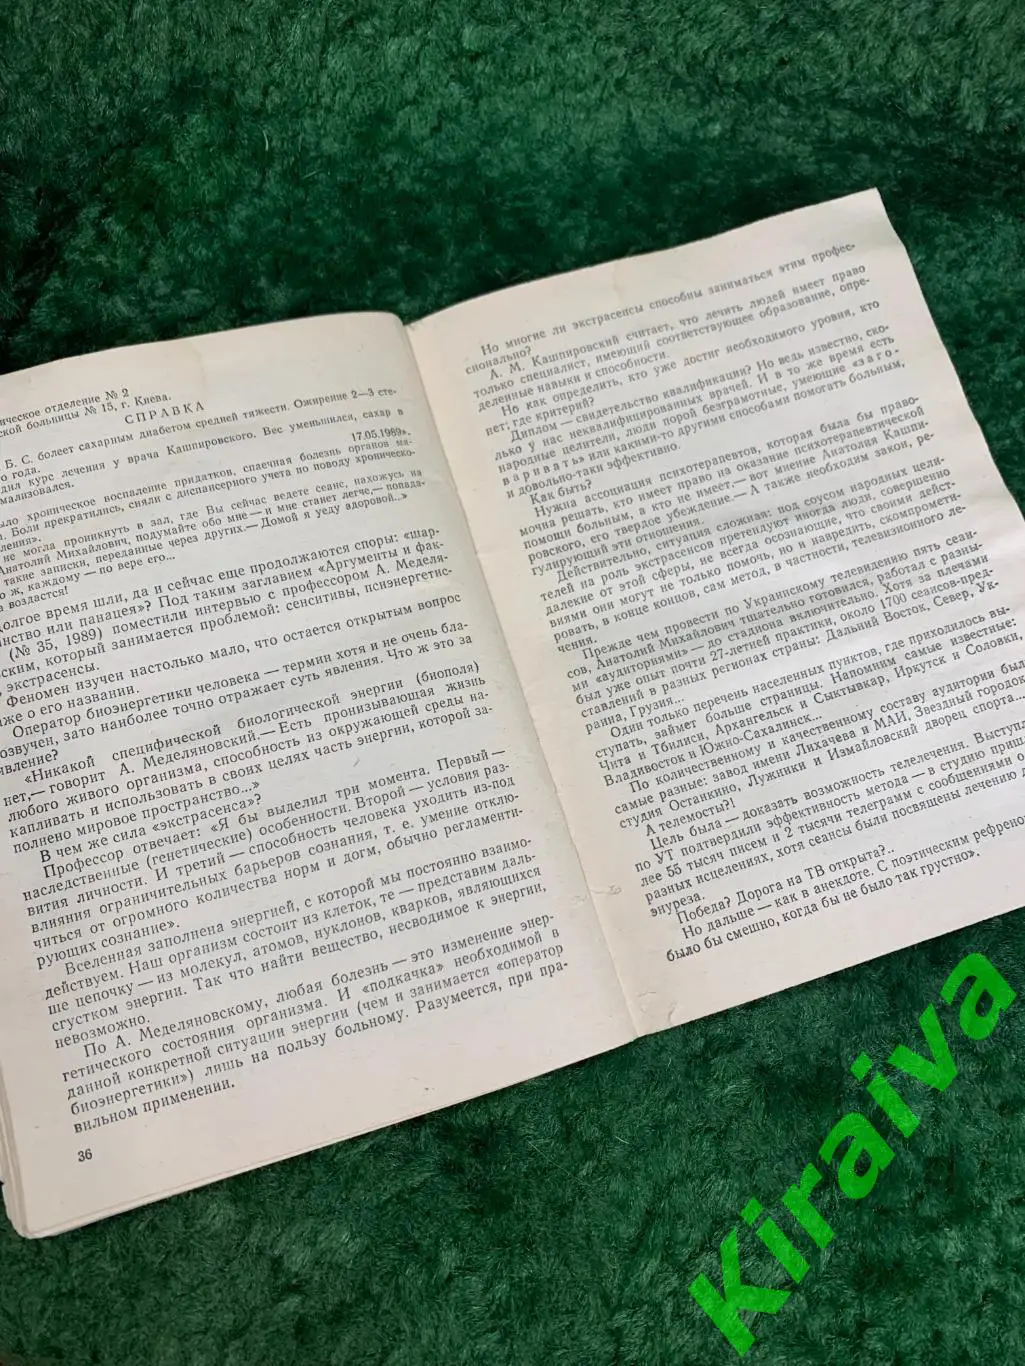 ическое отделение № 2
ской больницы № 15, г. Киева.
СПРАВКА
Б. С. болеет сахарным диабетом средней тяжести. Ожирение 2—3 сте-
го года.
дил курс лечения у врача Кашпировского. Вес уменьшился, сахар в
мализовался.
17.05.1989».
ыло хроническое воспаление придатков, спаечная болезнь органов ма-
Боли прекратились, сняли с диспансерного учета по поводу хроническо-
ления».
не могла проникнуть в зал, где Вы сейчас ведете сеанс, нахожусь на
Анатолий Михайлович, подумайте обо мне — и мне станет легче,— попада-
такие записки, переданные через других.— Домой я уеду здоровой...»
о ж, каждому — по вере его...
а воздастся!
олгое время шли, да и сейчас еще продолжаются споры: «шар-
нство или панацея»? Под таким заглавием «Аргументы и фак-
(№ 35, 1989) поместили интервью с профессором А. Меделя-
ским, который занимается проблемой: сенситивы, псиэнергетис-
экстрасенсы.
Феномен изучен настолько мало, что остается открытым вопрос
же о его названии.
Оператор биоэнергетики человека — термин хотя и не очень бла-
озвучен, зато наиболее точно отражает суть явления. Что ж это за
явление?
«Никакой специфической биологической энергии (биополя)
нет,— говорит А. Меделяновский.— Есть пронизывающая жизнь
любого живого организма, способность из окружающей среды на-
капливать и использовать в своих целях часть энергии, которой за-
полнено мировое пространство...»
В чем же сила «экстрасенса»?
Профессор отвечает: «Я бы выделил три момента. Первый —
наследственные (генетические) особенности. Второй — условия раз-
вития личности. И третий — способность человека уходить из-под
влияния ограничительных барьеров сознания, т. е. умение отклю-
читься от огромного количества норм и догм, обычно регламенти-
рующих сознание».
Вселенная заполнена энергией, с которой мы постоянно взаимо-
действуем. Наш организм состоит из клеток, те — представим даль-
ше цепочку — из молекул, атомов, нуклонов, кварков, являющихся
сгустком энергии. Так что найти вещество, несводимое к энергии,
невозможно.
По А. Меделяновскому, любая болезнь — это изменение энер-
гетического состояния организма. И «подкачка» необходимой в
данной конкретной ситуации энергии (чем и занимается «оператор
биоэнергетики») лишь на пользу больному. Разумеется, при пра-
вильном применении.
36
Но многие ли экстрасенсы способны заниматься этим профес-
сионально?
А. М. Кашпировский считает, что лечить людей имеет право
только специалист, имеющий соответствующее образование, опре-
деленные навыки и способности.
Но как определить, кто уже достиг необходимого уровня, кто
нет; где критерий?
Диплом — свидетельство квалификации? Но ведь известно, ско-
лько у нас неквалифицированных врачей. И в то же время есть
народные целители, люди порой безграмотные, умеющие «заго-
варивать» или какими-то другими способами помогать больным,
и довольно-таки эффективно.
Как быть?
Нужна ассоциация психотерапевтов, которая была бы право-
мочна решать, кто имеет право на оказание психотерапевтической
помощи больным, а кто не имеет,— вот мнение Анатолия Кашпи-
ровского, его твердое убеждение.— А также необходим закон, ре-
гулирующий эти отношения.
Действительно, ситуация сложная: под соусом народных цели-
телей на роль экстрасенсов претендуют иногда люди, совершенно
далекие от этой сферы, не всегда осознающие, что своими дейст-
виями они могут не только помочь, но и навредить, скомпромети-
ровать, в конце концов, сам метод, в частности, телевизионного ле-
чения.
Прежде чем провести по Украинскому телевидению пять сеан-
сов, Анатолий Михайлович тщательно готовился, работал с разны-
ми «аудиториями» — до стадиона включительно. Хотя за плечами
был уже опыт почти 27-летней практики, около 1700 сеансов-пред-
ставлений в разных регионах страны: Дальний Восток, Север, Ук-
раина, Грузия...
Один только перечень населенных пунктов, где приходилось вы-
ступать, займет больше страницы. Напомним самые известные:
Чита и Тбилиси, Архангельск и Сыктывкар, Иркутск и Соловки,
Владивосток и Южно-Сахалинск...
По количественному и качественному составу аудитории были
самые разные: завод имени Лихачева и МАИ, Звездный городок
студия Останкино, Лужники и Измайловский дворец спорта...
А телемосты?!
Цель была — доказать возможность телелечения. Выступл
по УТ подтвердили эффективность метода — в студию приш
лее 55 тысяч писем и 2 тысячи телеграмм с сообщениями о
разных исцелениях, хотя сеансы были посвящены лечению д
энуреза.
Победа? Дорога на ТВ открыта?..
Но дальше — как в анекдоте. С поэтическим рефрено
было бы смешно, когда бы не было так грустно».
Kiraiva